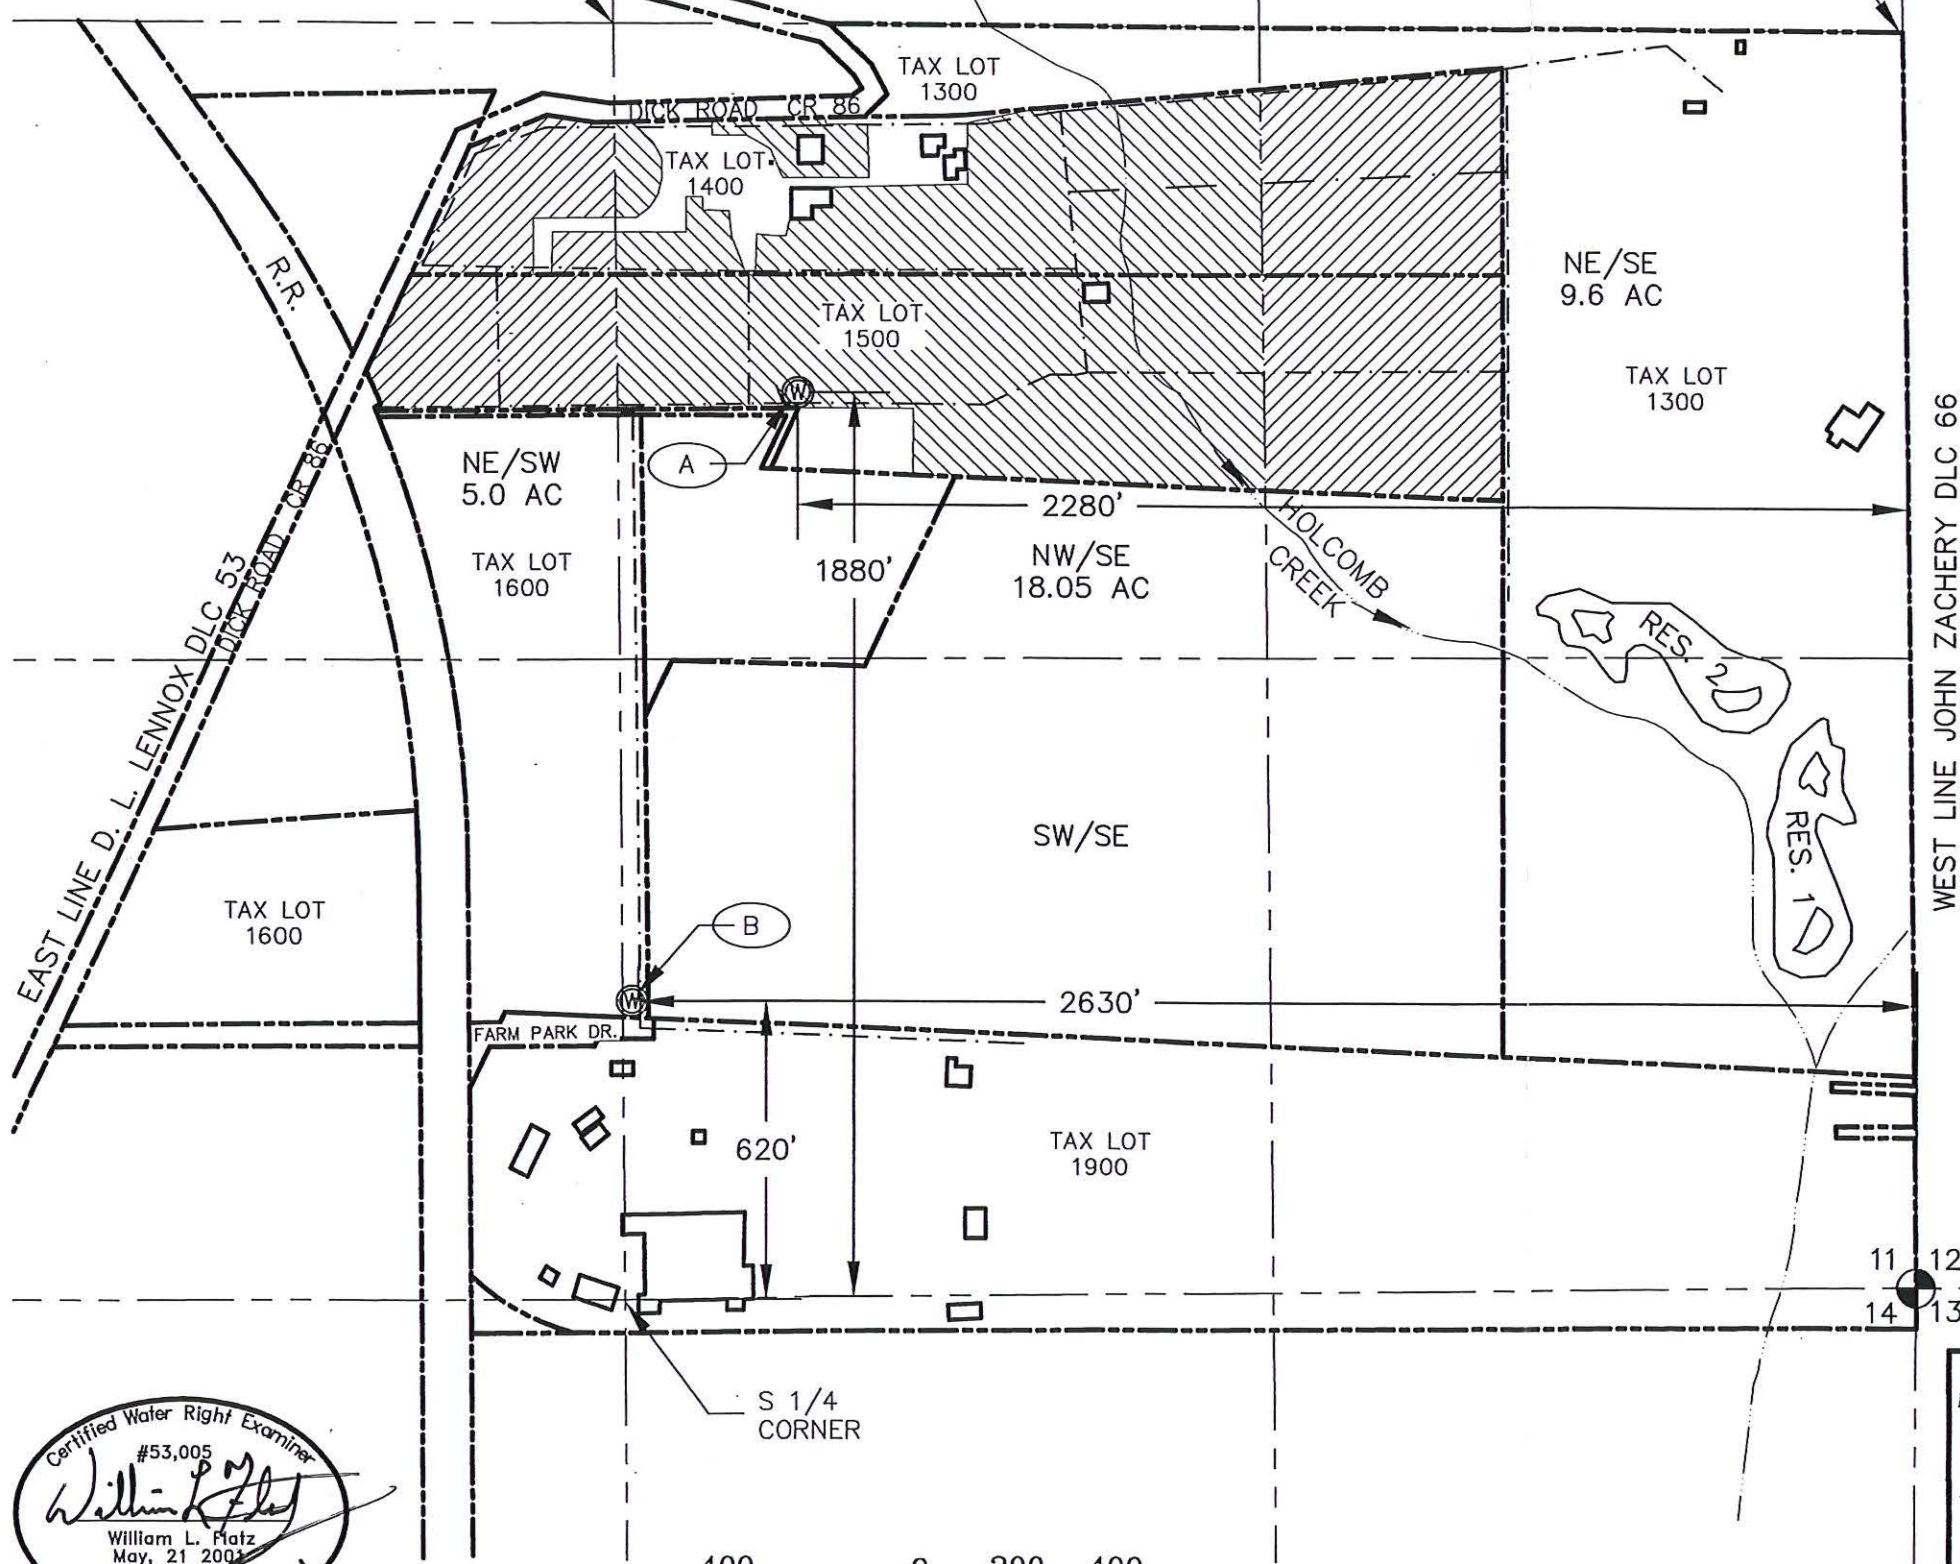 TAX LOT
1300
DICK ROAD CR 86
TAX LOT
1400
R.R.
NE/SE
9.6 AC
TAX LOT
1500
TAX LOT
1300
W
A
NE/SW
5.0 AC
2280'
HOLCOMB
CREEK
TAX LOT
1600
1880'
NW/SE
18.05 AC
WEST LINE JOHN ZACHERY DLC 66
EAST LINE D. L. LENNOX DLC 53
DICK ROAD CR 86
RES. 2
SW/SE
RES. 1
TAX LOT
1600
B
W
2630'
FARM PARK DR.
620'
TAX LOT
1900
11 12
14 13
S 1/4
CORNER
Certified Water Right Examiner
#53,005
William L. Flatz
May, 21 2001
400 0 200 400